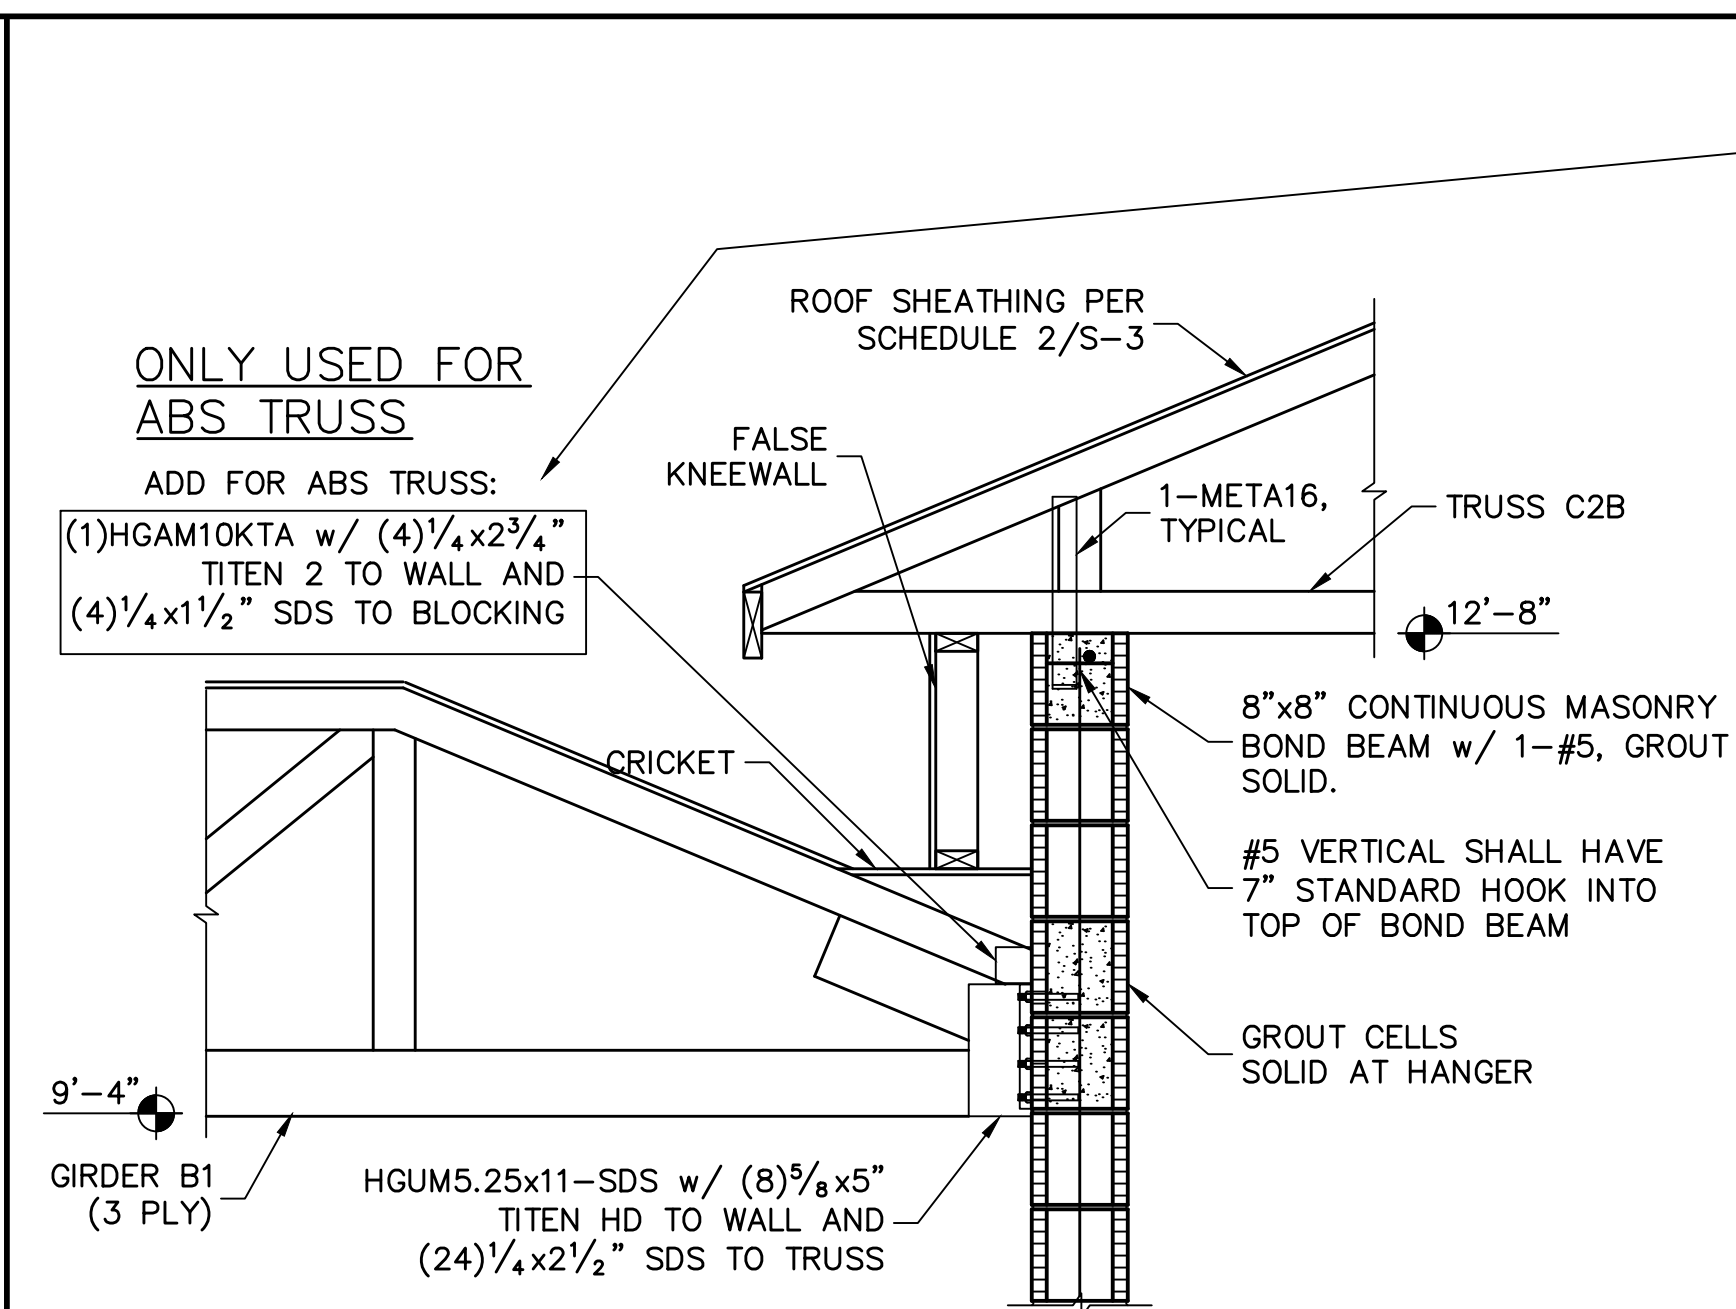 ROOF SHEATHING PER
SCHEDULE 2/S-3
ONLY USED FOR
ABS TRUSS
ADD FOR ABS TRUSS:
(1)HGAM10KTA w/ (4)1/4x2 3/4"
TITEN 2 TO WALL AND
(4)1/4x1 1/2" SDS TO BLOCKING
FALSE
KNEEWALL
1-META16,
TYPICAL
TRUSS C2B
12'-8"
8"x8" CONTINUOUS MASONRY
BOND BEAM w/ 1-#5, GROUT
SOLID.
CRICKET
#5 VERTICAL SHALL HAVE
7" STANDARD HOOK INTO
TOP OF BOND BEAM
GROUT CELLS
SOLID AT HANGER
9'-4"
GIRDER B1
(3 PLY)
HGUM5.25x11-SDS w/ (8)5/8x5"
TITEN HD TO WALL AND
(24)1/4x2 1/2" SDS TO TRUSS